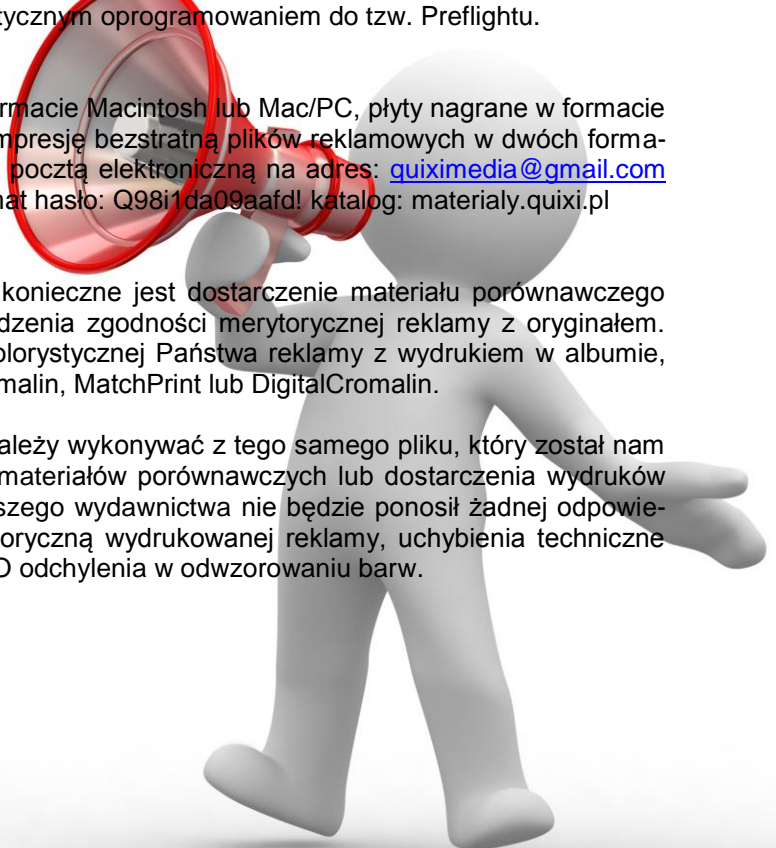 tycznym oprogramowaniem do tzw. Preflightu.
rmacie Macintosh lub Mac/PC, płyty nagrane w formacie
mpresję bezstratną plików reklamowych w dwóch forma-
pocztą elektroniczną na adres: quiximedia@gmail.com
nat hasło: Q98i1da09aafd! katalog: materialy.quixi.pl
konieczne jest dostarczenie materiału porównawczego
dzenia zgodności merytorycznej reklamy z oryginałem.
olorystycznej Państwa reklamy z wydrukiem w albumie,
malin, MatchPrint lub DigitalCromalin.
ależy wykonywać z tego samego pliku, który został nam
materiałów porównawczych lub dostarczenia wydruków
szego wydawnictwa nie będzie ponosił żadnej odpowie-
oryczną wydrukowanej reklamy, uchybienia techniczne
O odchylenia w odwzorowaniu barw.